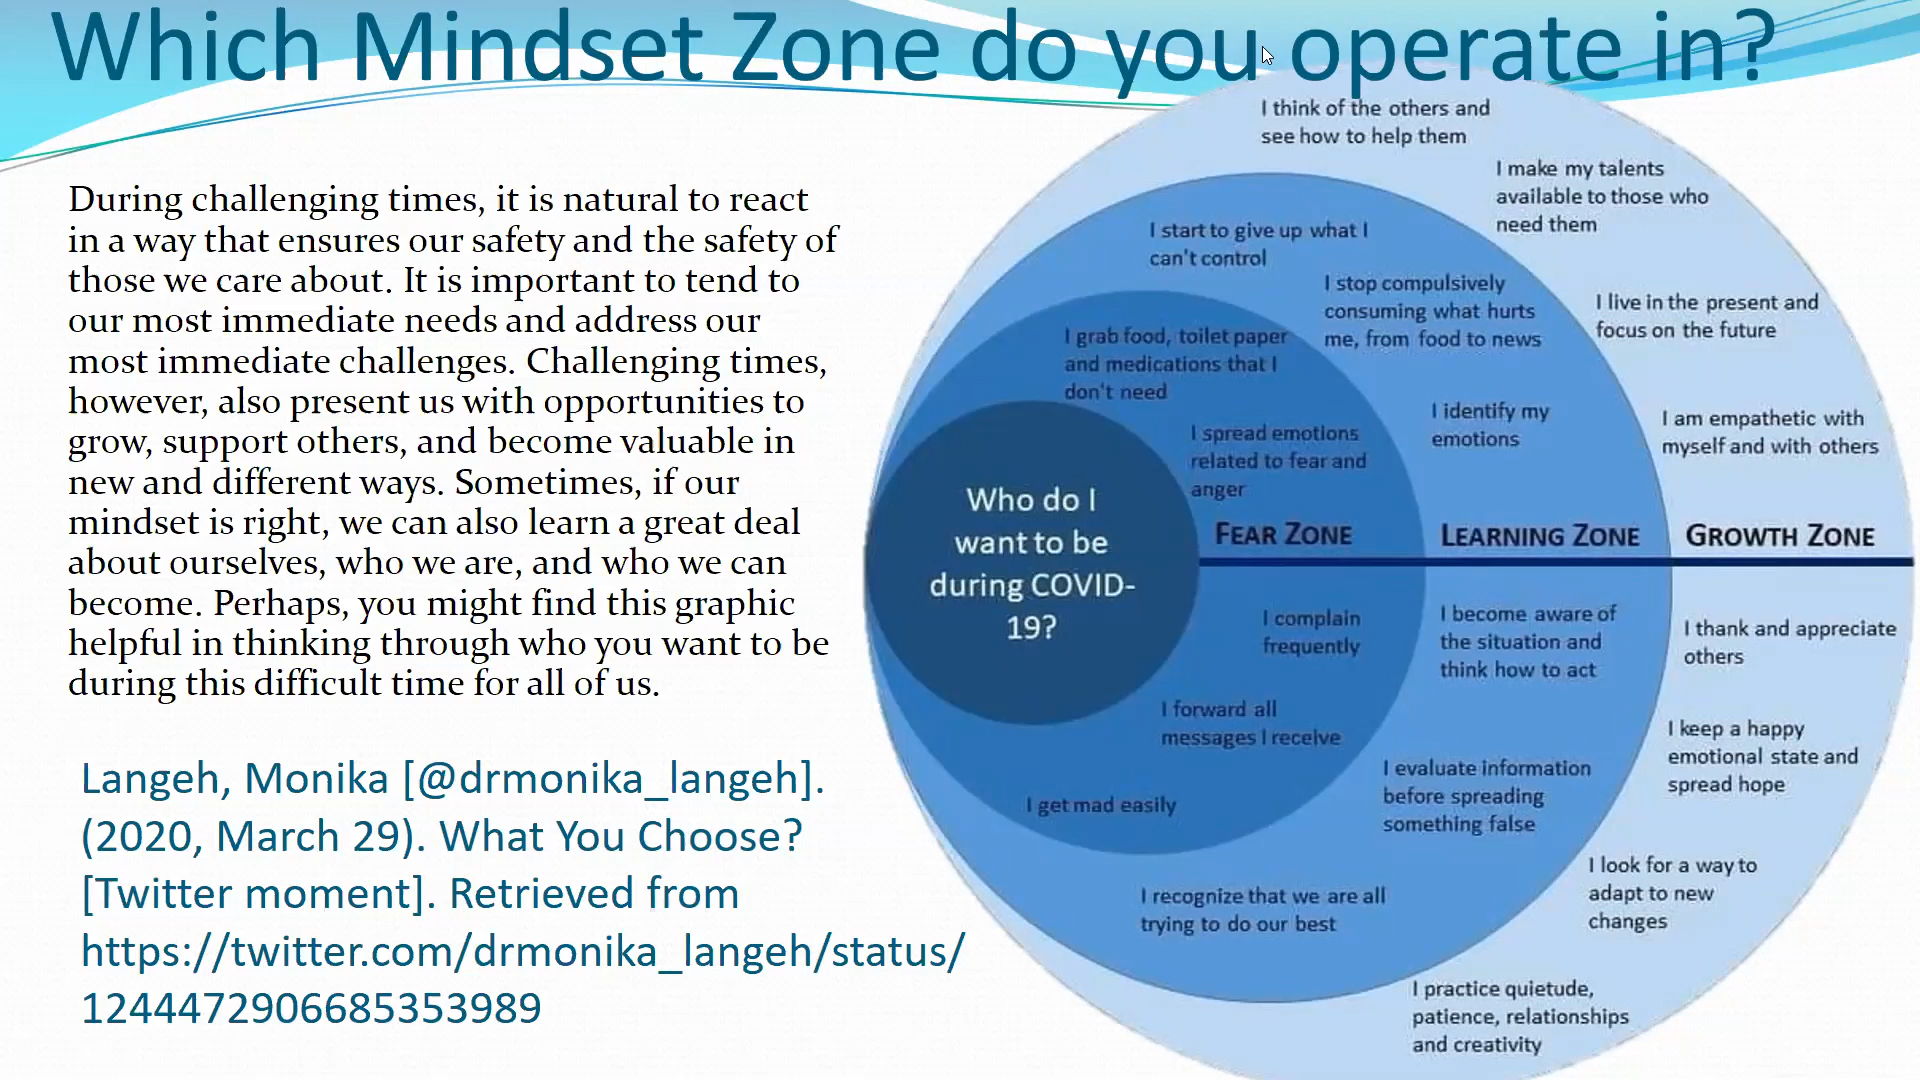 Which Mindset Zone do you operate in?
During challenging times, it is natural to react
in a way that ensures our safety and the safety of
those we care about. It is important to tend to
our most immediate needs and address our
most immediate challenges. Challenging times,
however, also present us with opportunities to
grow, support others, and become valuable in
new and different ways. Sometimes, if our
mindset is right, we can also learn a great deal
about ourselves, who we are, and who we can
become. Perhaps, you might find this graphic
helpful in thinking through who you want to be
during this difficult time for all of us.
Langeh, Monika [@drmonika_langeh].
(2020, March 29). What You Choose?
[Twitter moment]. Retrieved from
https://twitter.com/drmonika_langeh/status/
1244472906685353989
Who do I
want to be
during COVID-
19?
I grab food, toilet paper
and medications that I
don't need
I spread emotions
related to fear and
anger
FEAR ZONE
I complain
frequently
I forward all
messages I receive
I get mad easily
I start to give up what I
can't control
I stop compulsively
consuming what hurts
me, from food to news
I identify my
emotions
LEARNING ZONE
I become aware of
the situation and
think how to act
I evaluate information
before spreading
something false
I recognize that we are all
trying to do our best
I think of the others and
see how to help them
I make my talents
available to those who
need them
I live in the present and
focus on the future
I am empathetic with
myself and with others
GROWTH ZONE
I thank and appreciate
others
I keep a happy
emotional state and
spread hope
I look for a way to
adapt to new
changes
I practice quietude,
patience, relationships
and creativity